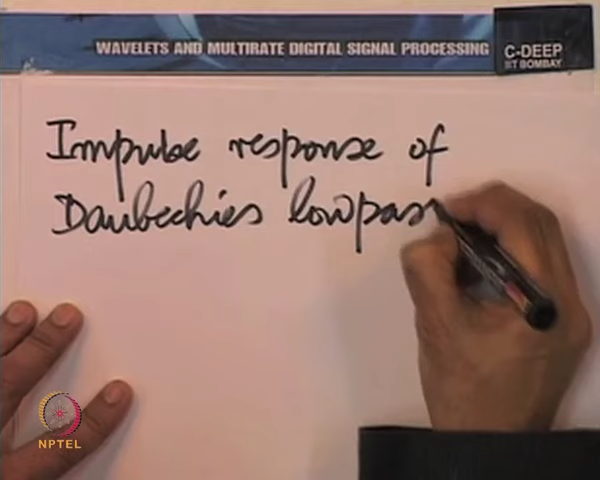 WAVELETS AND MULTIRATE DIGITAL SIGNAL PROCESSING
C-DEEP
IIT BOMBAY
Impulse response of
Daubechies lowpass
NPTEL